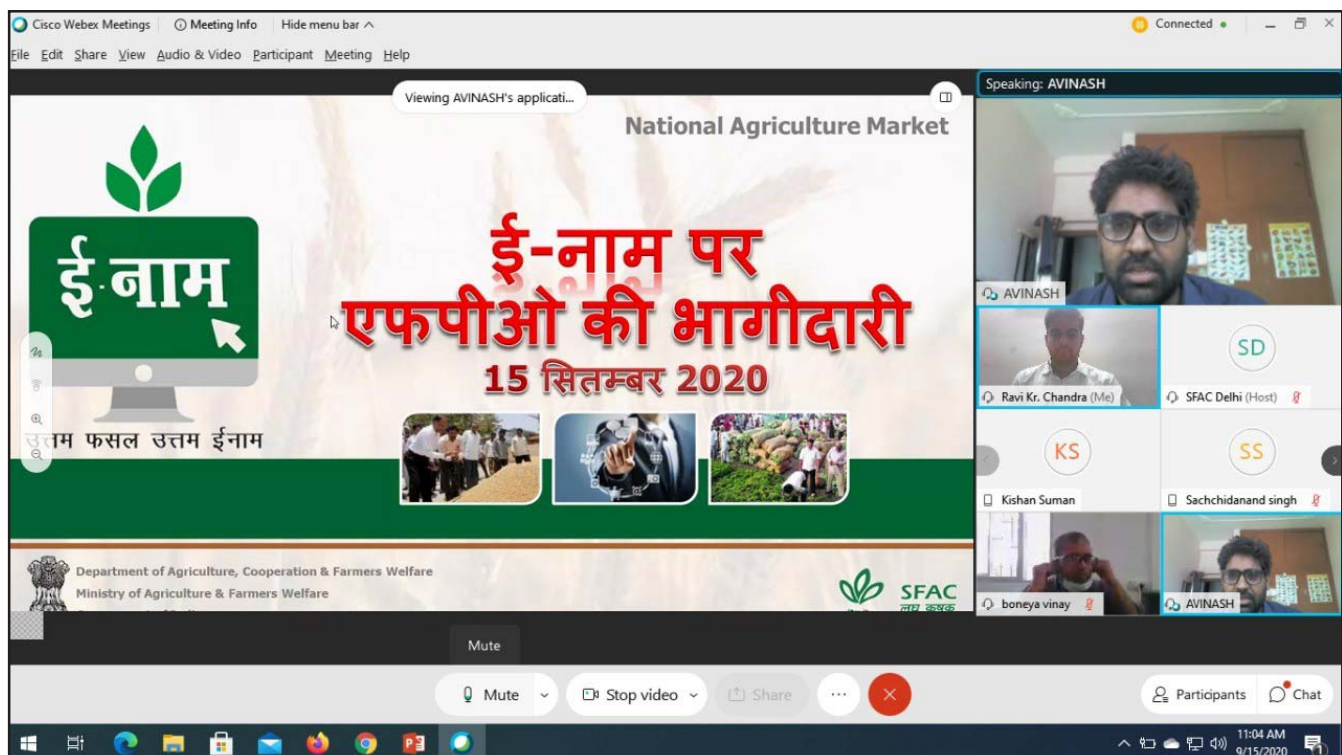 Cisco Webex Meetings
Meeting Info
Hide menu bar
Connected
File Edit Share View Audio & Video Participant Meeting Help
Viewing AVINASH's applicati...
Speaking: AVINASH
National Agriculture Market
ई-नाम
उत्तम फसल उत्तम ईनाम
ई-नाम पर
एफपीओ की भागीदारी
15 सितम्बर 2020
Department of Agriculture, Cooperation & Farmers Welfare
Ministry of Agriculture & Farmers Welfare
SFAC
AVINASH
Ravi Kr. Chandra (Me)
SD
SFAC Delhi (Host)
KS
Kishan Suman
SS
Sachchidanand singh
boneya vinay
AVINASH
Mute
Mute
Stop video
Share
Participants
Chat
11:04 AM
9/15/2020